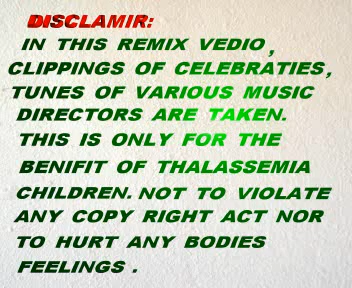 DISCLAMIR:
IN THIS REMIX VEDIO,
CLIPPINGS OF CELEBRATIES,
TUNES OF VARIOUS MUSIC
DIRECTORS ARE TAKEN.
THIS IS ONLY FOR THE
BENIFIT OF THALASSEMIA
CHILDREN. NOT TO VIOLATE
ANY COPY RIGHT ACT NOR
TO HURT ANY BODIES
FEELINGS.